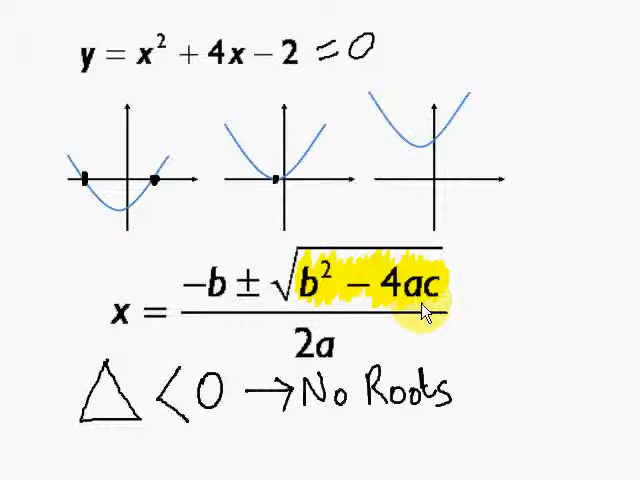 y = x² + 4x − 2 = 0
x = (−b ± √(b² − 4ac)) / 2a
△ < 0 → No Roots